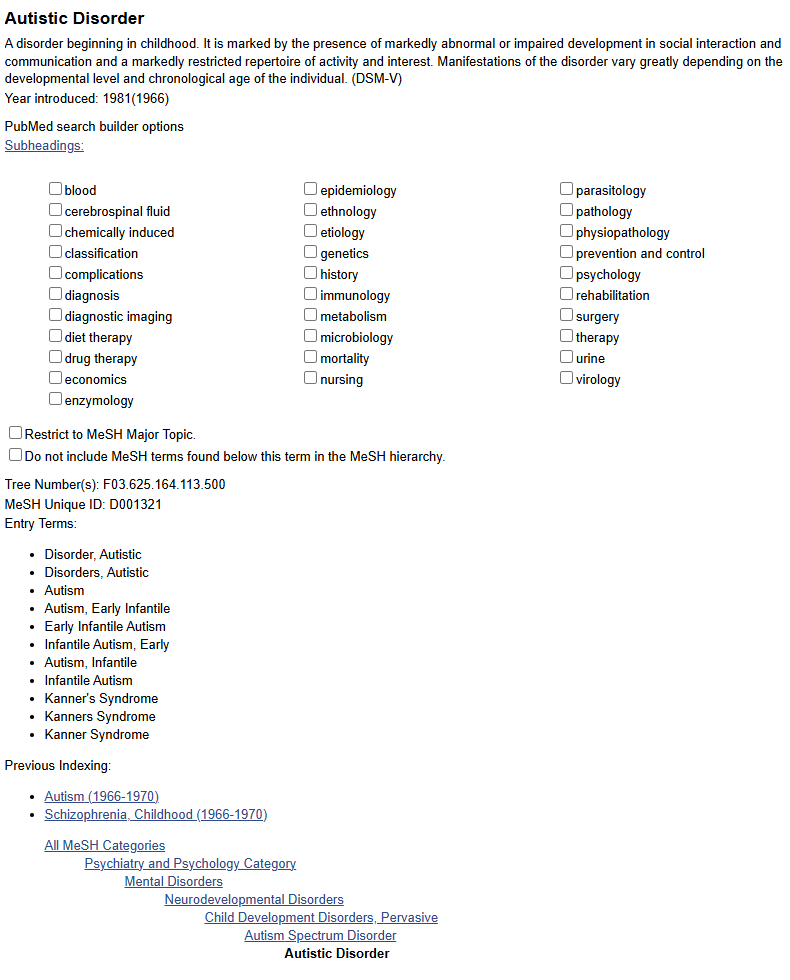 Autistic Disorder
A disorder beginning in childhood. It is marked by the presence of markedly abnormal or impaired development in social interaction and
communication and a markedly restricted repertoire of activity and interest. Manifestations of the disorder vary greatly depending on the
developmental level and chronological age of the individual. (DSM-V)
Year introduced: 1981(1966)
PubMed search builder options
Subheadings:
blood
cerebrospinal fluid
chemically induced
classification
complications
diagnosis
diagnostic imaging
diet therapy
drug therapy
economics
enzymology
epidemiology
ethnology
etiology
genetics
history
immunology
metabolism
microbiology
mortality
nursing
parasitology
pathology
physiopathology
prevention and control
psychology
rehabilitation
surgery
therapy
urine
virology
Restrict to MeSH Major Topic.
Do not include MeSH terms found below this term in the MeSH hierarchy.
Tree Number(s): F03.625.164.113.500
MeSH Unique ID: D001321
Entry Terms:
Disorder, Autistic
Disorders, Autistic
Autism
Autism, Early Infantile
Early Infantile Autism
Infantile Autism, Early
Autism, Infantile
Infantile Autism
Kanner's Syndrome
Kanners Syndrome
Kanner Syndrome
Previous Indexing:
Autism (1966-1970)
Schizophrenia, Childhood (1966-1970)
All MeSH Categories
Psychiatry and Psychology Category
Mental Disorders
Neurodevelopmental Disorders
Child Development Disorders, Pervasive
Autism Spectrum Disorder
Autistic Disorder